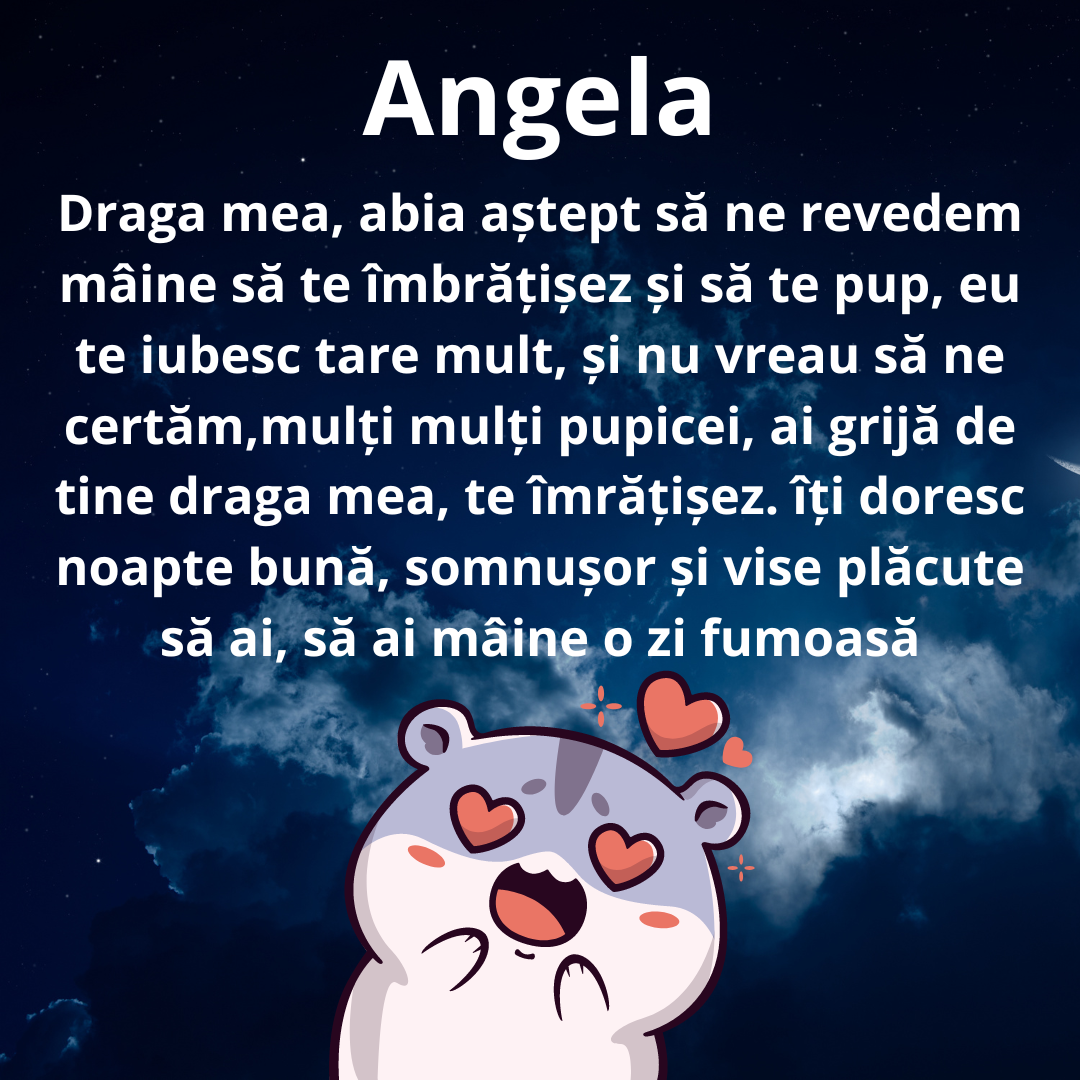 Angela
Draga mea, abia aștept să ne revedem
mâine să te îmbrățișez și să te pup, eu
te iubesc tare mult, și nu vreau să ne
certăm,mulți mulți pupicei, ai grijă de
tine draga mea, te îmrățișez. îți doresc
noapte bună, somnușor și vise plăcute
să ai, să ai mâine o zi fumoasă